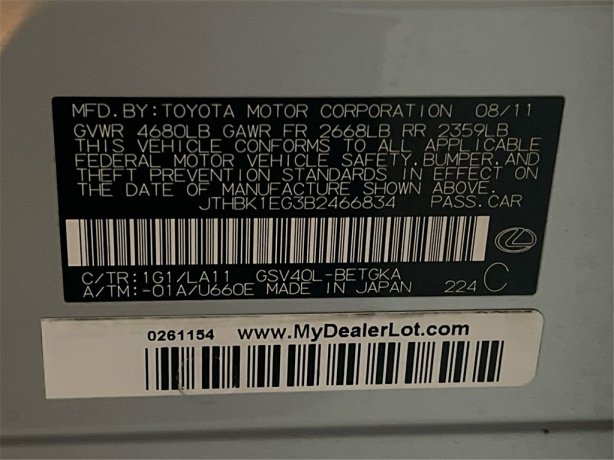 MFD. BY: TOYOTA MOTOR CORPORATION 08/11
GVWR 4680LB GAWR FR 2668LB RR 2359LB
THIS VEHICLE CONFORMS TO ALL APPLICABLE
FEDERAL MOTOR VEHICLE SAFETY, BUMPER, AND
THEFT PREVENTION STANDARDS IN EFFECT ON
THE DATE OF MANUFACTURE SHOWN ABOVE.
JTHBK1EG3B2466834 PASS. CAR
C/TR: 1G1/LA11 GSV40L-BETGKA
A/TM: -01A/U660E MADE IN JAPAN 224 C
0261154 www.MyDealerLot.com